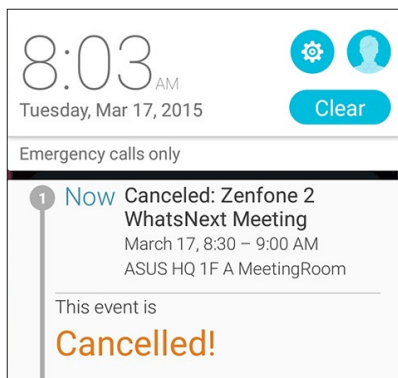 8:03 AM
Tuesday, Mar 17, 2015
Clear
Emergency calls only
1 Now Canceled: Zenfone 2
WhatsNext Meeting
March 17, 8:30 – 9:00 AM
ASUS HQ 1F A MeetingRoom
This event is
Cancelled!